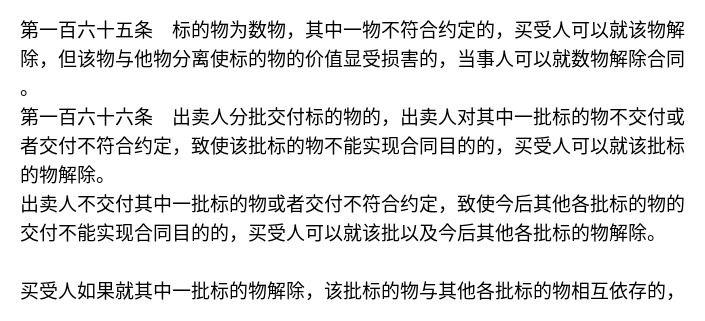 第一百六十五条　标的物为数物，其中一物不符合约定的，买受人可以就该物解
除，但该物与他物分离使标的物的价值显受损害的，当事人可以就数物解除合同
。
第一百六十六条　出卖人分批交付标的物的，出卖人对其中一批标的物不交付或
者交付不符合约定，致使该批标的物不能实现合同目的的，买受人可以就该批标
的物解除。
出卖人不交付其中一批标的物或者交付不符合约定，致使今后其他各批标的物的
交付不能实现合同目的的，买受人可以就该批以及今后其他各批标的物解除。
买受人如果就其中一批标的物解除，该批标的物与其他各批标的物相互依存的，